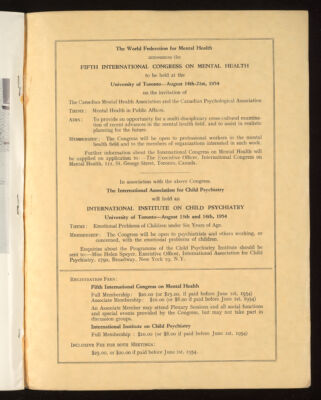 The World Federation for Mental Health
announces the
FIFTH INTERNATIONAL CONGRESS ON MENTAL HEALTH
to be held at the
University of Toronto—August 14th-21st, 1954
on the invitation of
The Canadian Mental Health Association and the Canadian Psychological Association
THEME: Mental Health in Public Affairs.
AIMS: To provide an opportunity for a multi-disciplinary cross-cultural examina-
tion of recent advances in the mental health field, and to assist in realistic
planning for the future.
MEMBERSHIP: The Congress will be open to professional workers in the mental
health field and to the members of organizations interested in such work.
Further information about the International Congress on Mental Health will
be supplied on application to:—The Executive Officer, International Congress on
Mental Health, 111, St. George Street, Toronto, Canada.
In association with the above Congress
The International Association for Child Psychiatry
will hold an
INTERNATIONAL INSTITUTE ON CHILD PSYCHIATRY
University of Toronto—August 13th and 14th, 1954
THEME: Emotional Problems of Children under Six Years of Age.
MEMBERSHIP: The Congress will be open to psychiatrists and others working, or
concerned, with the emotional problems of children.
Enquiries about the Programme of the Child Psychiatry Institute should be
sent to:—Miss Helen Speyer, Executive Officer, International Association for Child
Psychiatry, 1790, Broadway, New York 19, N.Y.
REGISTRATION FEES:
Fifth International Congress on Mental Health
Full Membership: $20.00 (or $15.00, if paid before June 1st, 1954)
Associate Membership: $10.00 (or $8.00 if paid before June 1st, 1954)
An Associate Member may attend Plenary Sessions and all social functions
and special events provided by the Congress, but may not take part in
discussion groups.
International Institute on Child Psychiatry
Full Membership: $10.00 (or $8.00 if paid before June 1st, 1954)
INCLUSIVE FEE FOR BOTH MEETINGS:
$25.00, or $20.00 if paid before June 1st, 1954.